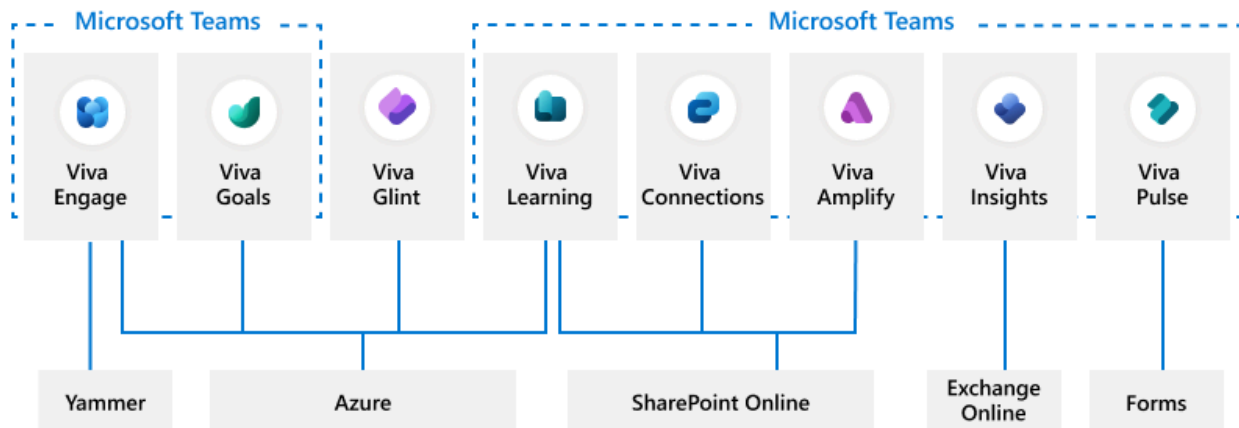 Microsoft Teams
Microsoft Teams
Viva
Engage
Viva
Goals
Viva
Glint
Viva
Learning
Viva
Connections
Viva
Amplify
Viva
Insights
Viva
Pulse
Yammer
Azure
SharePoint Online
Exchange
Online
Forms